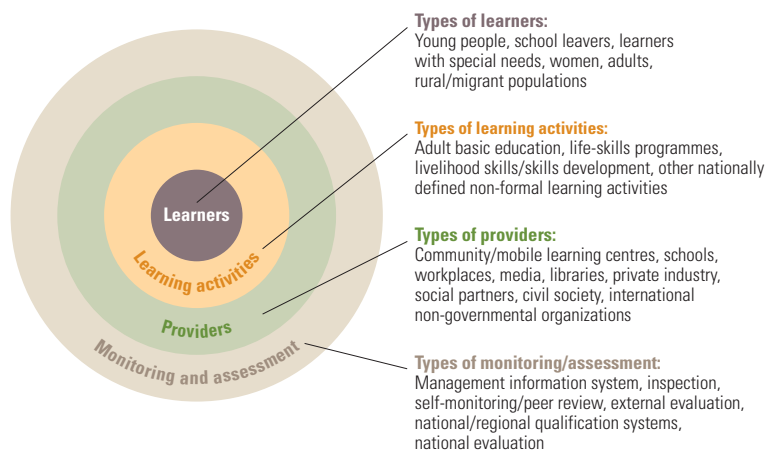 Learners
Learning activities
Providers
Monitoring and assessment
Types of learners:
Young people, school leavers, learners
with special needs, women, adults,
rural/migrant populations
Types of learning activities:
Adult basic education, life-skills programmes,
livelihood skills/skills development, other nationally
defined non-formal learning activities
Types of providers:
Community/mobile learning centres, schools,
workplaces, media, libraries, private industry,
social partners, civil society, international
non-governmental organizations
Types of monitoring/assessment:
Management information system, inspection,
self-monitoring/peer review, external evaluation,
national/regional qualification systems,
national evaluation